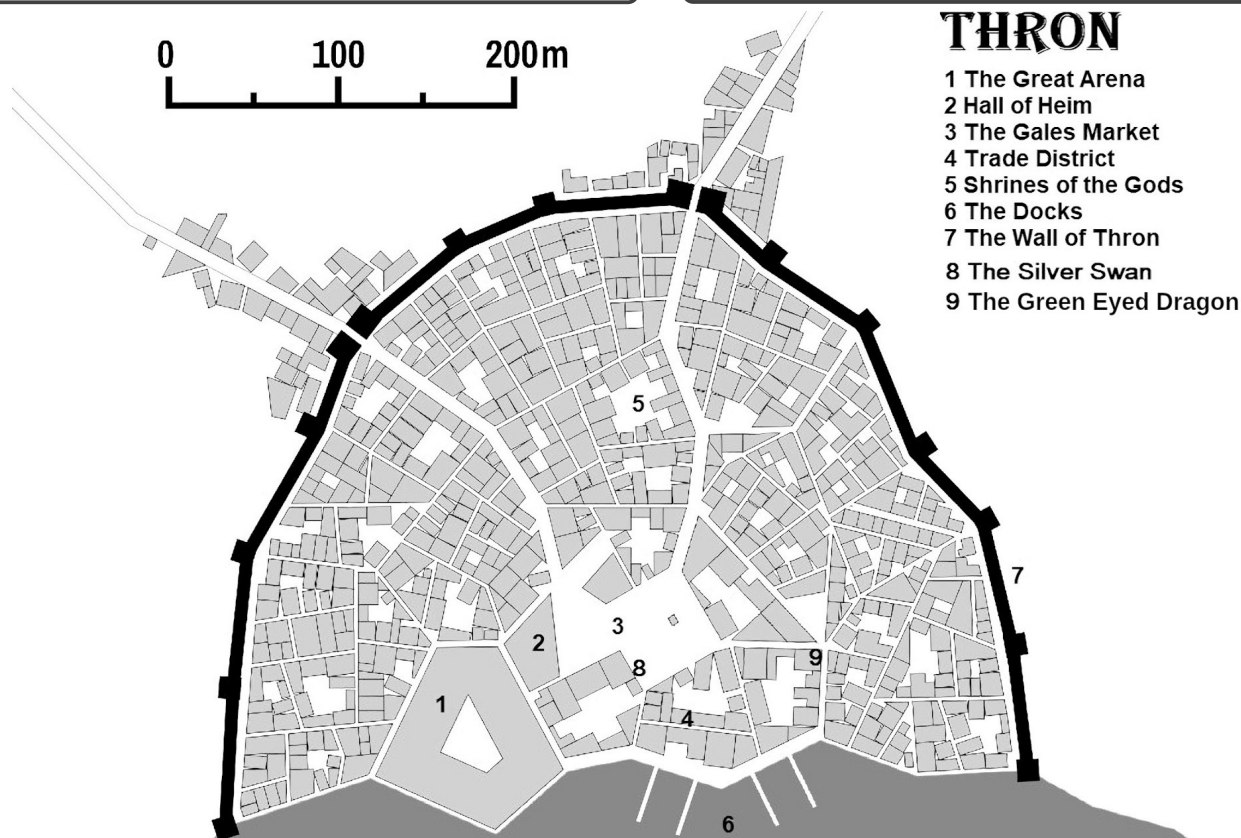 THRON
0 100 200m
1 The Great Arena
2 Hall of Heim
3 The Gales Market
4 Trade District
5 Shrines of the Gods
6 The Docks
7 The Wall of Thron
8 The Silver Swan
9 The Green Eyed Dragon
5
7
3
2
9
8
1
4
6